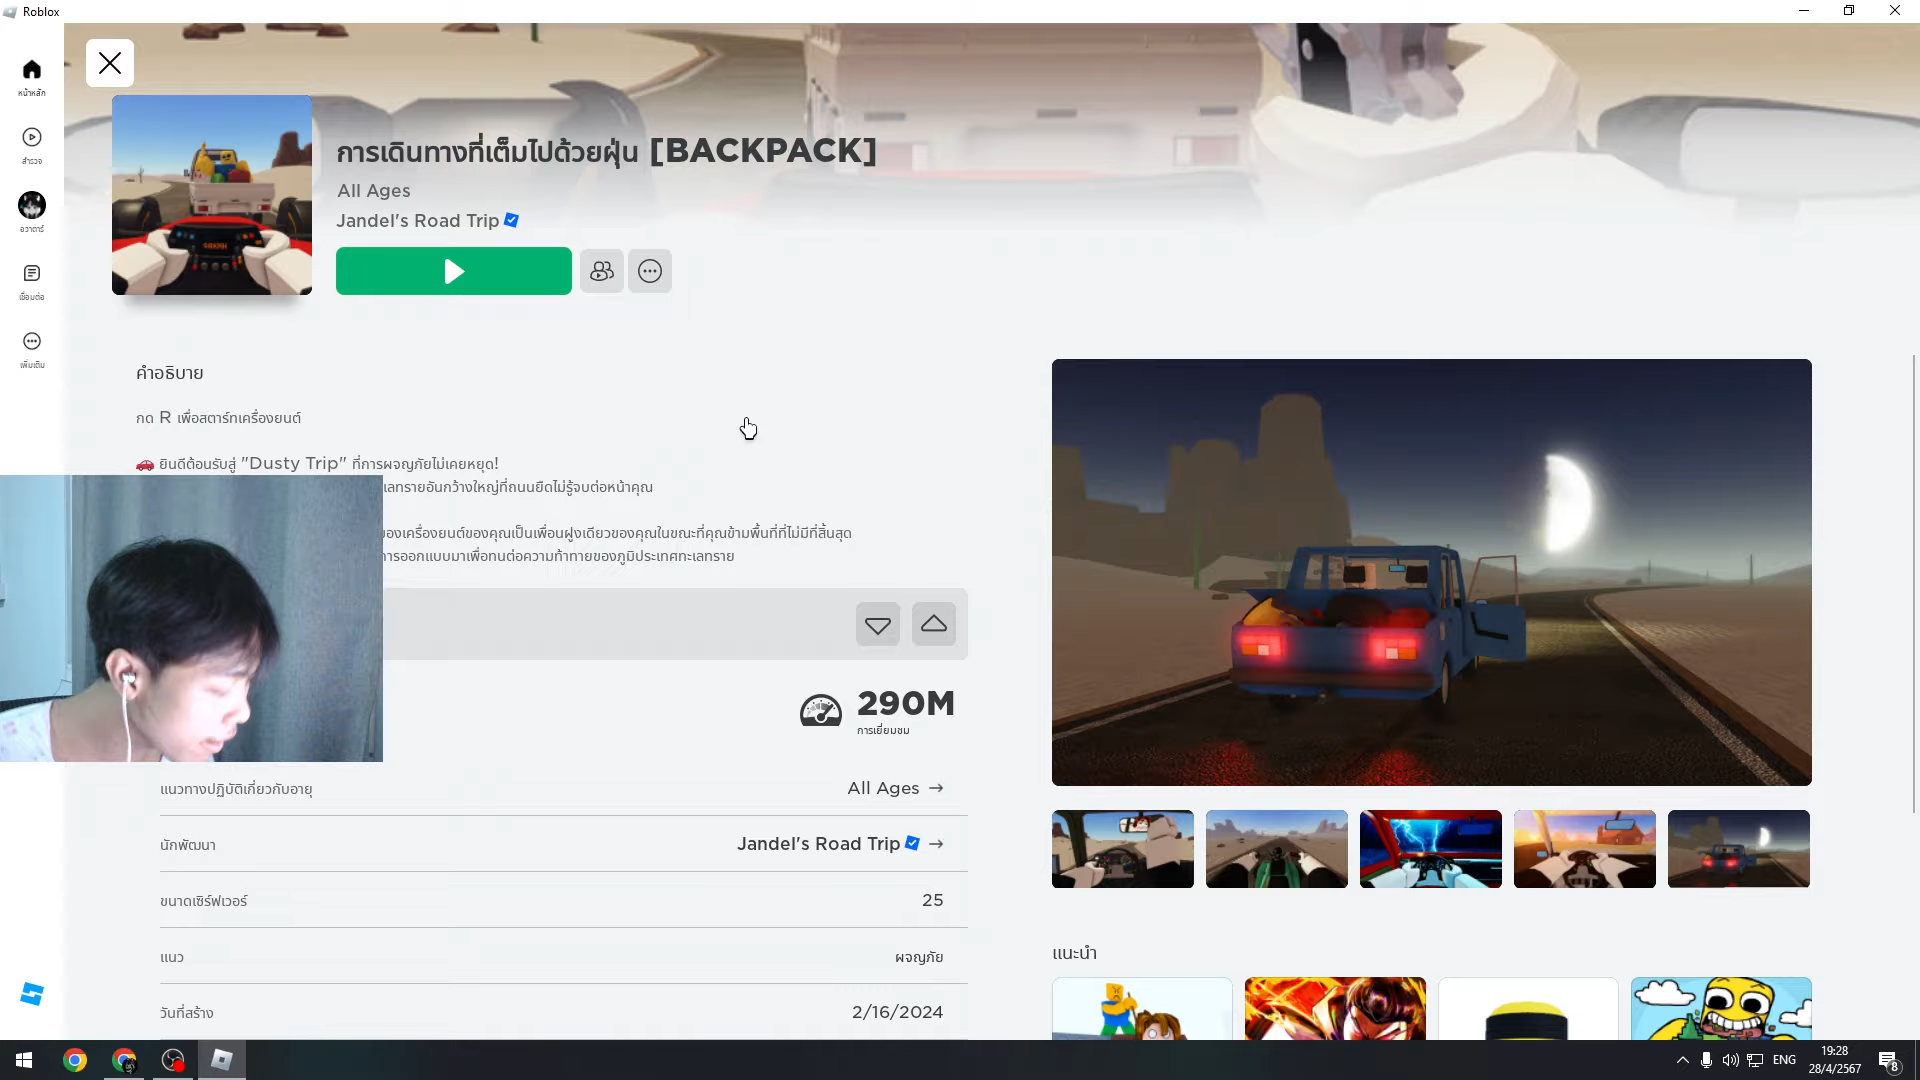 Roblox
หน้าหลัก
สำรวจ
อวาตาร์
เชื่อมต่อ
เพิ่มเติม
การเดินทางที่เต็มไปด้วยฝุ่น [BACKPACK]
All Ages
Jandel's Road Trip
คำอธิบาย
กด R เพื่อสตาร์ทเครื่องยนต์
🚗 ยินดีต้อนรับสู่ "Dusty Trip" ที่การผจญภัยไม่เคยหยุด!
เลทรายอันกว้างใหญ่ที่ถนนยืดไม่รู้จบต่อหน้าคุณ
ของเครื่องยนต์ของคุณเป็นเพื่อนฝูงเดียวของคุณในขณะที่คุณข้ามพื้นที่ที่ไม่มีที่สิ้นสุด
การออกแบบมาเพื่อทนต่อความท้าทายของภูมิประเทศทะเลทราย
290M
การเยี่ยมชม
แนวทางปฏิบัติเกี่ยวกับอายุ All Ages →
นักพัฒนา Jandel's Road Trip →
ขนาดเซิร์ฟเวอร์ 25
แนว ผจญภัย
วันที่สร้าง 2/16/2024
แนะนำ
ENG
19:28
28/4/2567
8